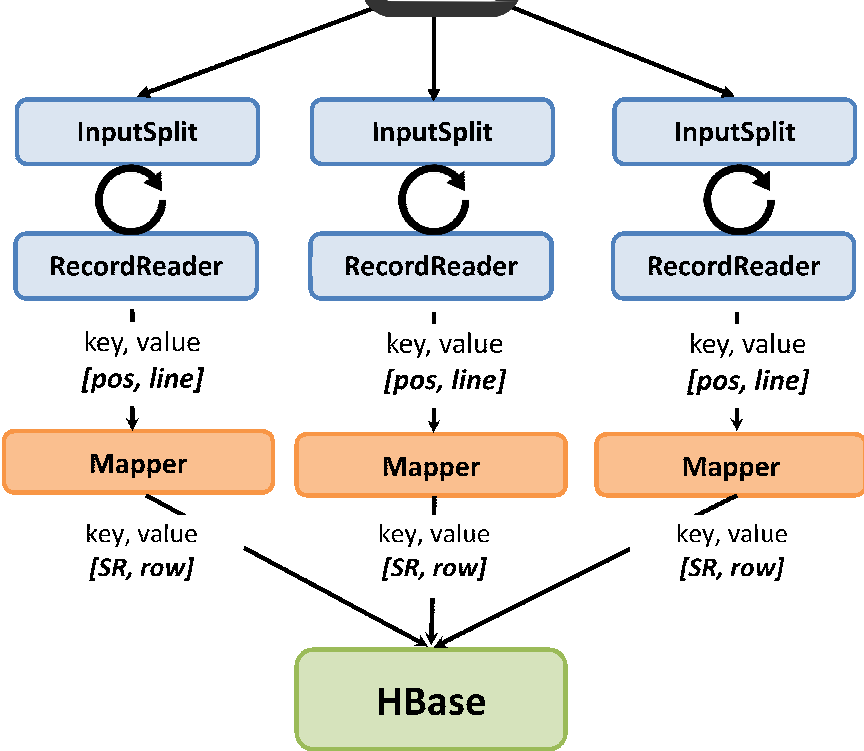 InputSplit InputSplit InputSplit
RecordReader RecordReader RecordReader
key, value key, value key, value
[pos, line] [pos, line] [pos, line]
Mapper Mapper Mapper
key, value key, value key, value
[SR, row] [SR, row] [SR, row]
HBase